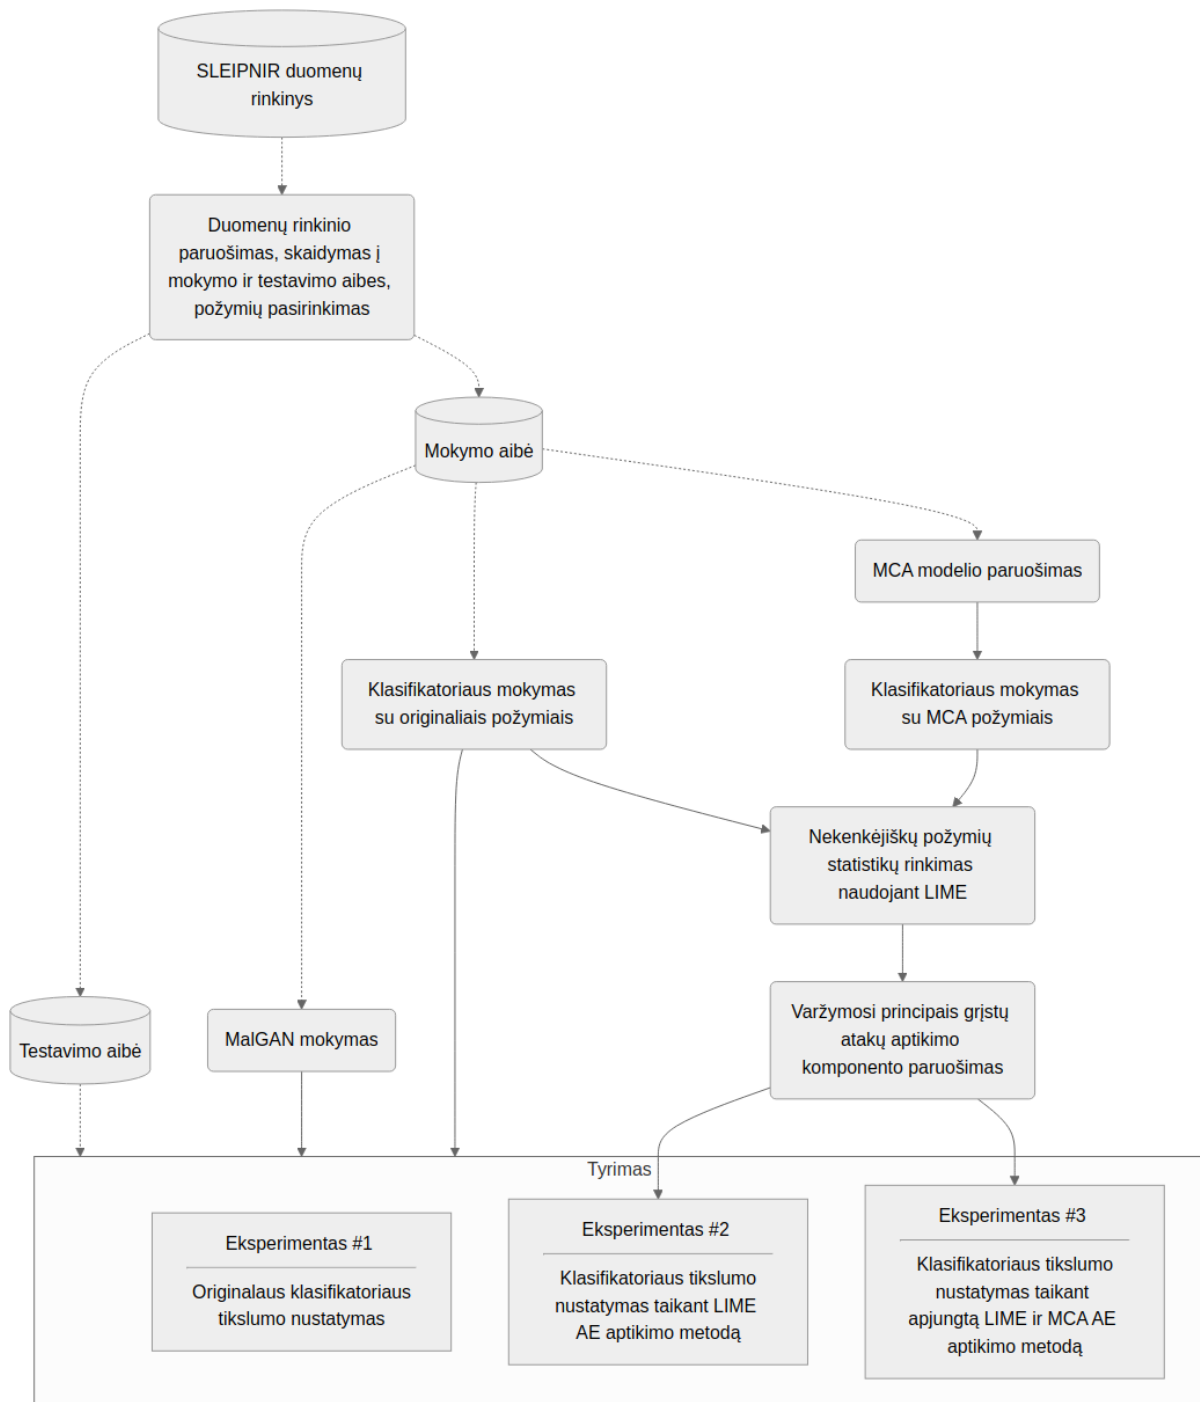 SLEIPNIR duomenų
rinkinys
Duomenų rinkinio
paruošimas, skaidymas į
mokymo ir testavimo aibes,
požymių pasirinkimas
Mokymo aibė
MCA modelio paruošimas
Klasifikatoriaus mokymas
su originaliais požymiais
Klasifikatoriaus mokymas
su MCA požymiais
Nekenkėjiškų požymių
statistikų rinkimas
naudojant LIME
Testavimo aibė
MalGAN mokymas
Varžymosi principais grįstų
atakų aptikimo
komponento paruošimas
Tyrimas
Eksperimentas #1
Originalaus klasifikatoriaus
tikslumo nustatymas
Eksperimentas #2
Klasifikatoriaus tikslumo
nustatymas taikant LIME
AE aptikimo metodą
Eksperimentas #3
Klasifikatoriaus tikslumo
nustatymas taikant
apjungtą LIME ir MCA AE
aptikimo metodą